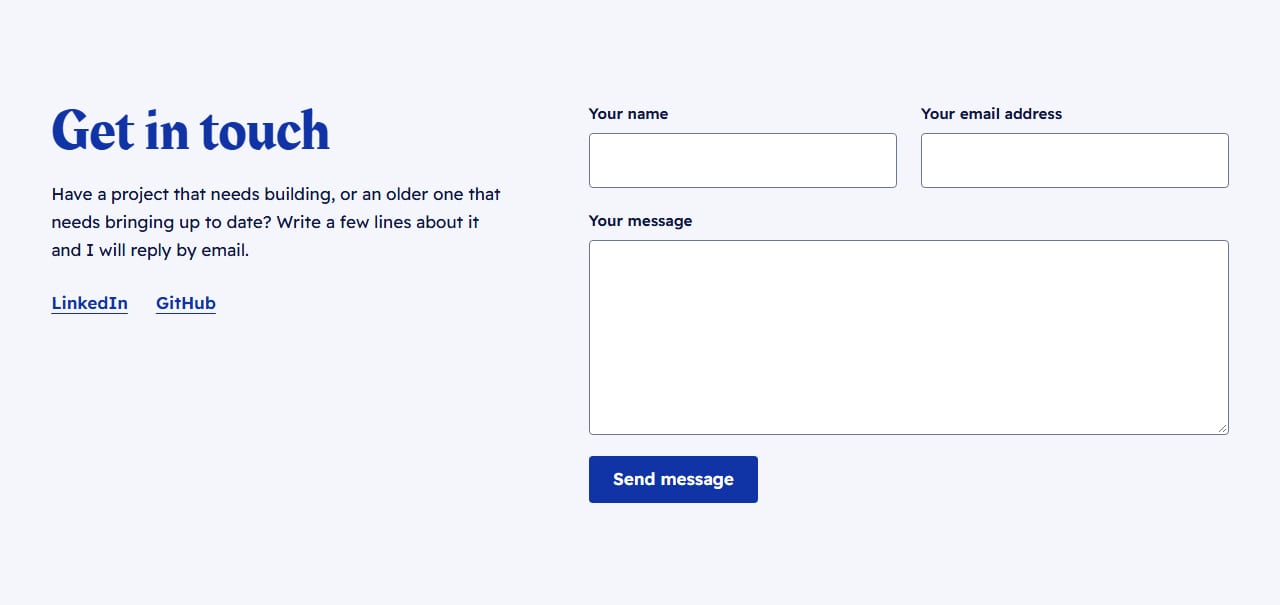 Get in touch
Have a project that needs building, or an older one that
needs bringing up to date? Write a few lines about it
and I will reply by email.
LinkedIn GitHub
Your name
Your email address
Your message
Send message